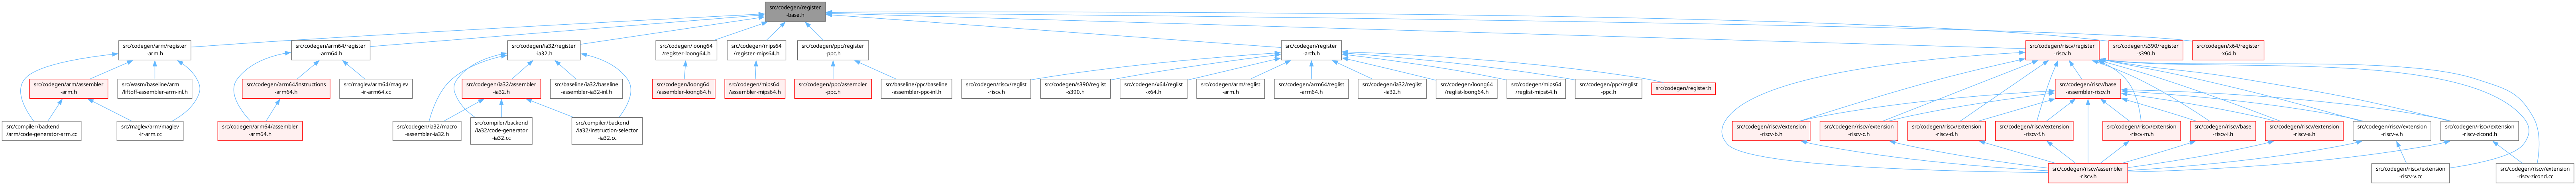 src/codegen/register
-base.h
src/codegen/arm/register
-arm.h
src/codegen/arm64/register
-arm64.h
src/codegen/ia32/register
-ia32.h
src/codegen/loong64
/register-loong64.h
src/codegen/mips64
/register-mips64.h
src/codegen/ppc/register
-ppc.h
src/codegen/register
-arch.h
src/codegen/riscv/register
-riscv.h
src/codegen/s390/register
-s390.h
src/codegen/x64/register
-x64.h
src/codegen/arm/assembler
-arm.h
src/wasm/baseline/arm
/liftoff-assembler-arm-inl.h
src/codegen/arm64/instructions
-arm64.h
src/maglev/arm64/maglev
-ir-arm64.cc
src/codegen/ia32/assembler
-ia32.h
src/baseline/ia32/baseline
-assembler-ia32-inl.h
src/codegen/loong64
/assembler-loong64.h
src/codegen/mips64
/assembler-mips64.h
src/codegen/ppc/assembler
-ppc.h
src/baseline/ppc/baseline
-assembler-ppc-inl.h
src/codegen/riscv/reglist
-riscv.h
src/codegen/s390/reglist
-s390.h
src/codegen/x64/reglist
-x64.h
src/codegen/arm/reglist
-arm.h
src/codegen/arm64/reglist
-arm64.h
src/codegen/ia32/reglist
-ia32.h
src/codegen/loong64
/reglist-loong64.h
src/codegen/mips64
/reglist-mips64.h
src/codegen/ppc/reglist
-ppc.h
src/codegen/register.h
src/codegen/riscv/base
-assembler-riscv.h
src/compiler/backend
/arm/code-generator-arm.cc
src/maglev/arm/maglev
-ir-arm.cc
src/codegen/arm64/assembler
-arm64.h
src/codegen/ia32/macro
-assembler-ia32.h
src/compiler/backend
/ia32/code-generator
-ia32.cc
src/compiler/backend
/ia32/instruction-selector
-ia32.cc
src/codegen/riscv/extension
-riscv-b.h
src/codegen/riscv/extension
-riscv-c.h
src/codegen/riscv/extension
-riscv-d.h
src/codegen/riscv/extension
-riscv-f.h
src/codegen/riscv/extension
-riscv-m.h
src/codegen/riscv/base
-riscv-i.h
src/codegen/riscv/extension
-riscv-a.h
src/codegen/riscv/extension
-riscv-v.h
src/codegen/riscv/extension
-riscv-zicond.h
src/codegen/riscv/assembler
-riscv.h
src/codegen/riscv/extension
-riscv-v.cc
src/codegen/riscv/extension
-riscv-zicond.cc